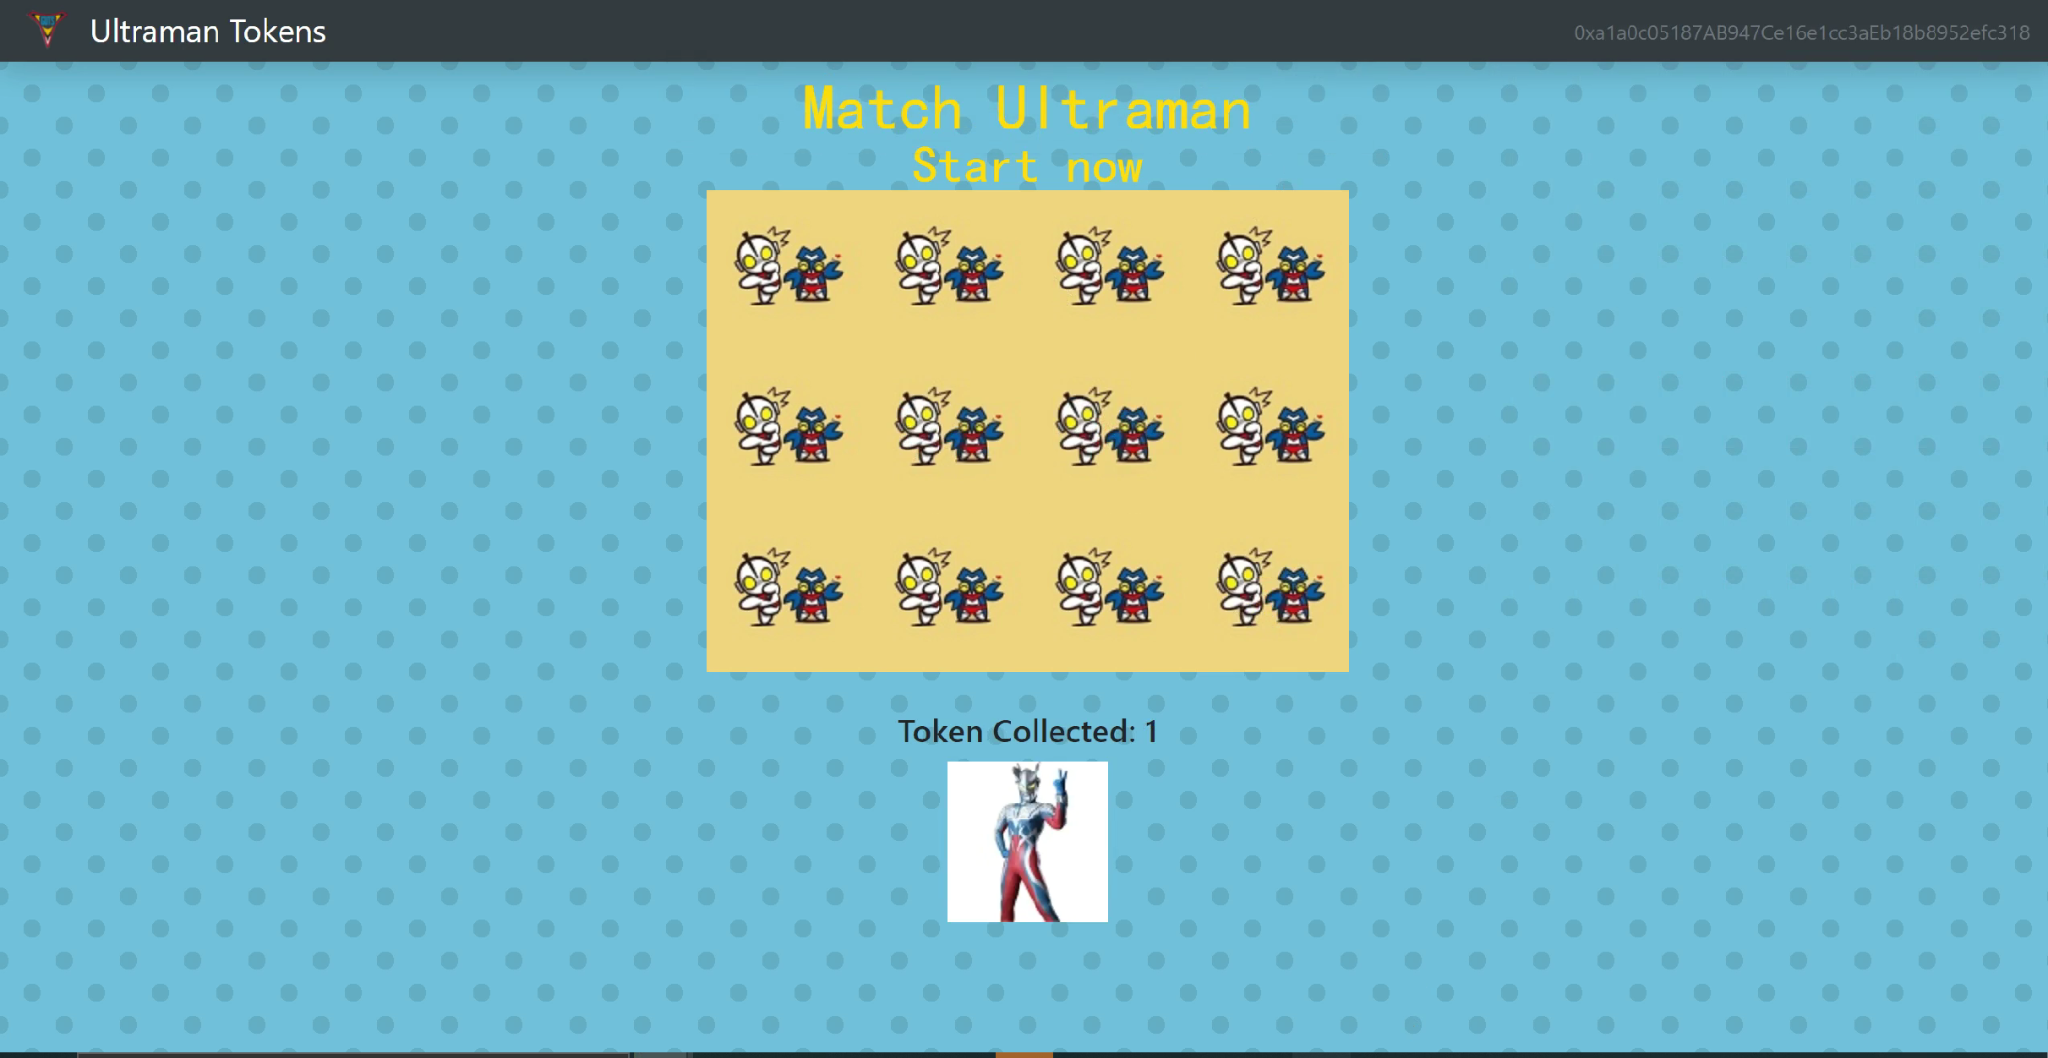 Ultraman Tokens
0xa1a0c05187AB947Ce16e1cc3aEb18b8952efc318
Match Ultraman
Start now
Token Collected: 1